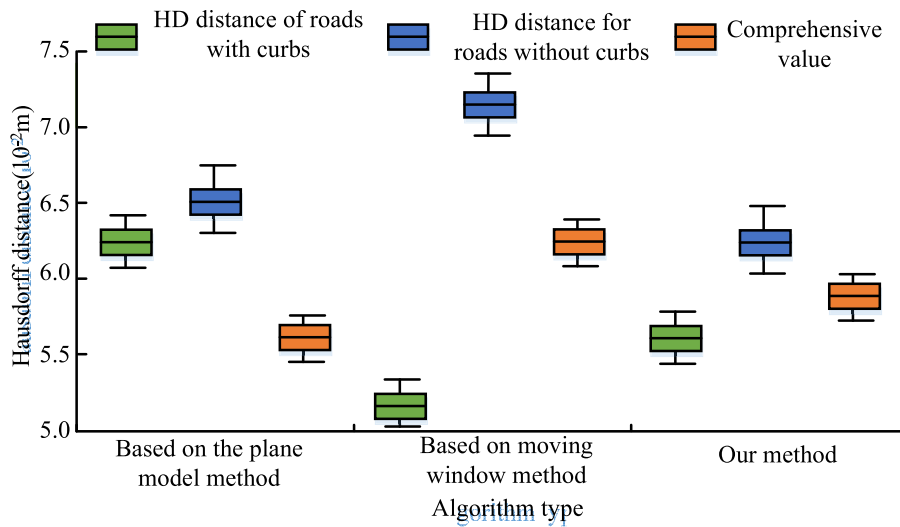 HD distance of roads
with curbs
HD distance for
roads without curbs
Comprehensive
value
7.5
7.0
6.5
6.0
5.5
5.0
Hausdorff distance(10⁻²m)
Based on the plane
model method
Based on moving
window method
Our method
Algorithm type